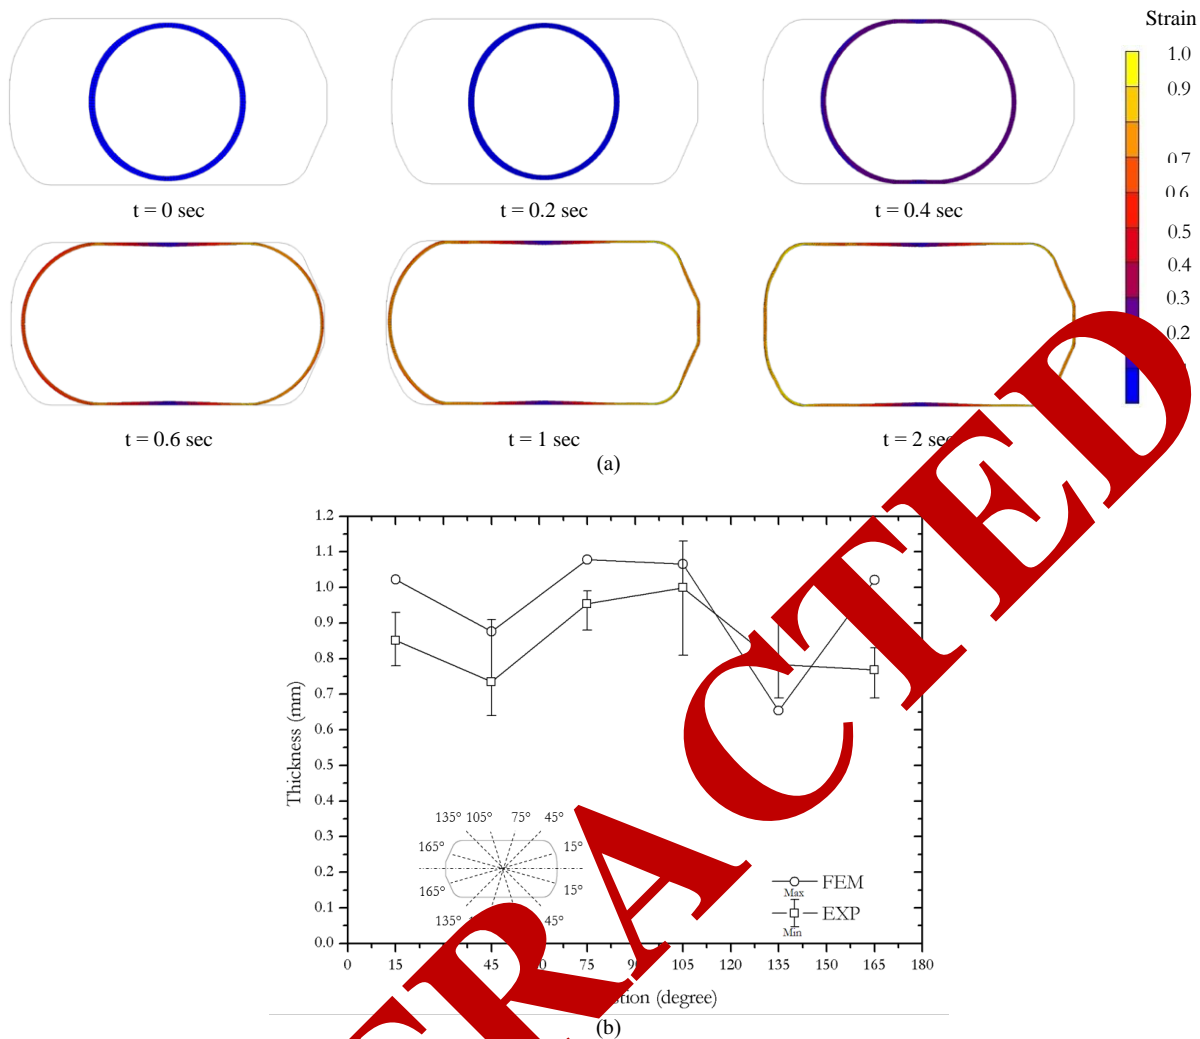 Strain
1.0
0.9
0.7
0.6
0.5
0.4
0.3
0.2
t = 0 sec
t = 0.2 sec
t = 0.4 sec
t = 0.6 sec
t = 1 sec
t = 2 sec
(a)
1.2
1.1
1.0
0.9
0.8
0.7
0.6
0.5
0.4
0.3
0.2
0.1
0.0
Thickness (mm)
135° 105° 75° 45°
165° 15°
165° 15°
135° 45°
FEM
Max
EXP
Min
0 15 45 75 105 120 135 150 165 180
(degree)
(b)
RACTED